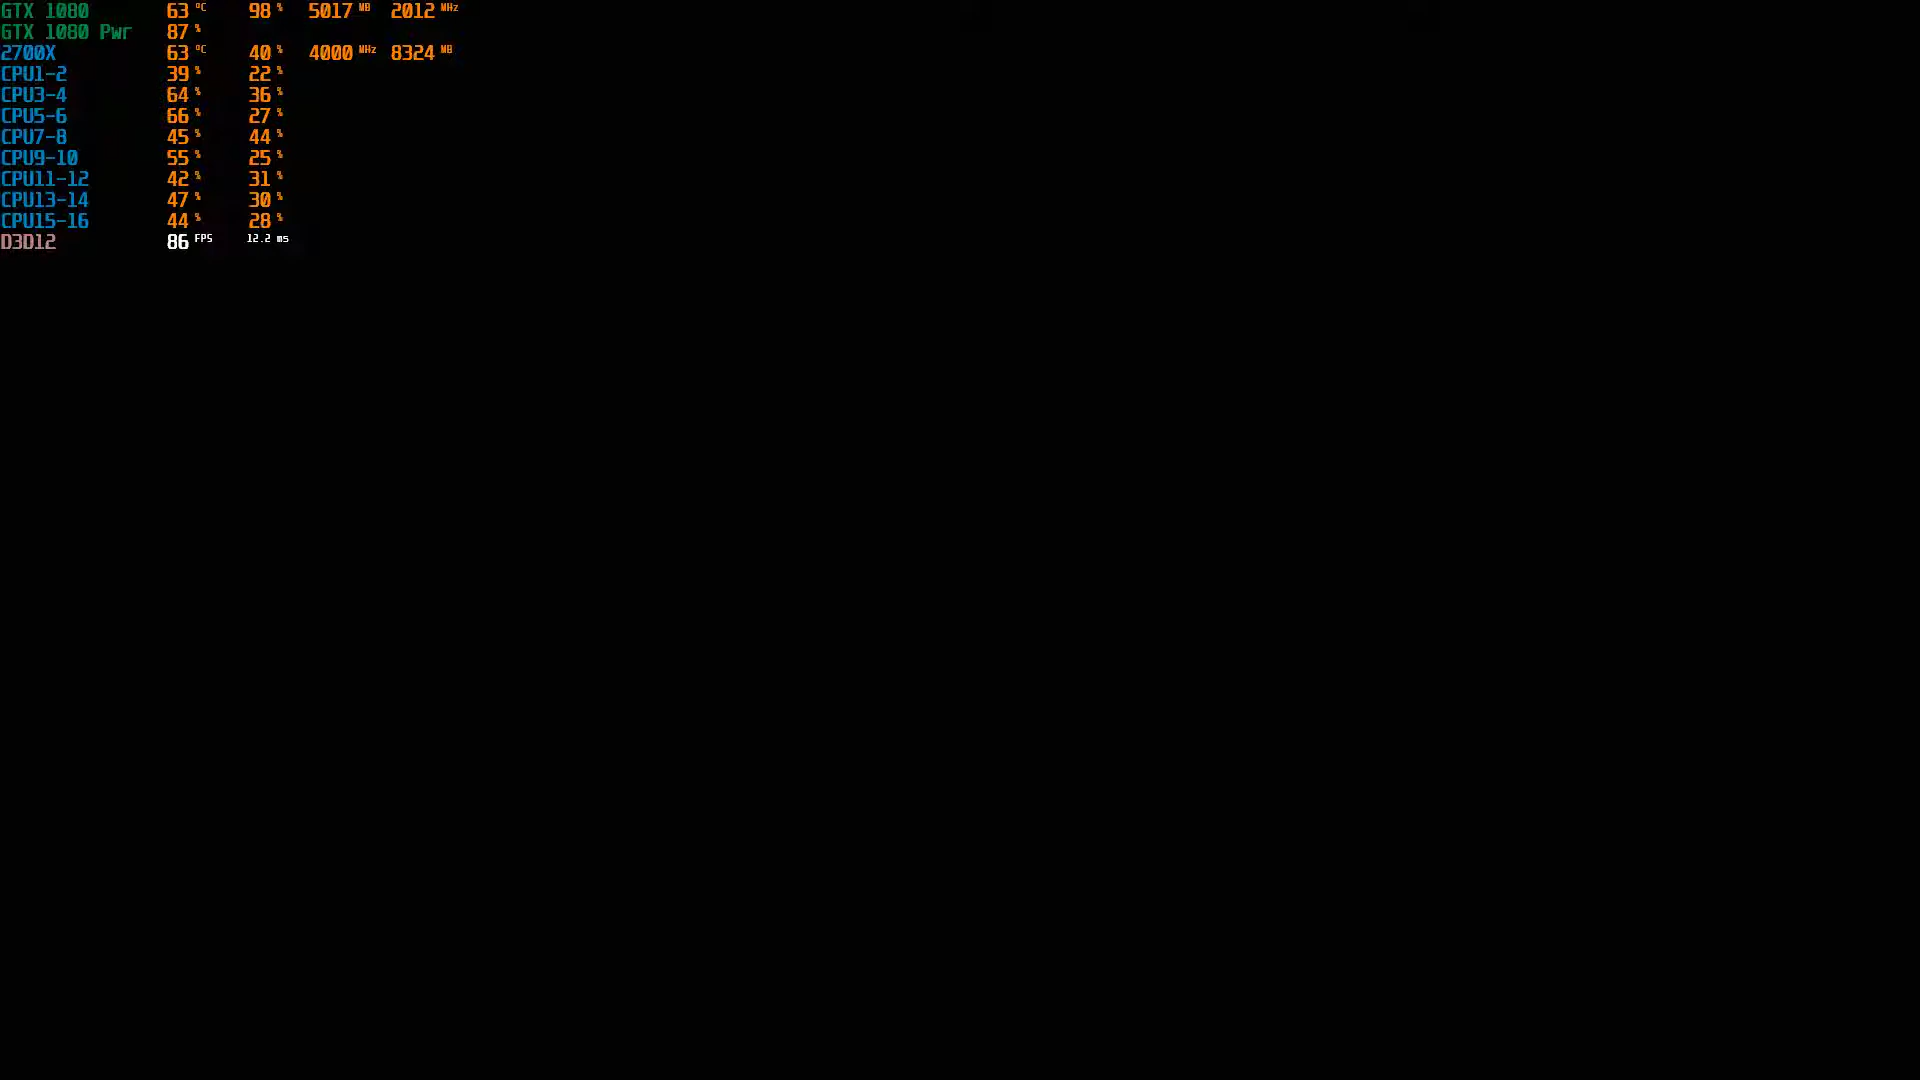 GTX 1080 63 °C 98 % 5017 MB 2012 MHz
GTX 1080 Pwr 87 %
2700X 63 °C 40 % 4000 MHz 8324 MB
CPU1-2 39 % 22 %
CPU3-4 64 % 36 %
CPU5-6 66 % 27 %
CPU7-8 45 % 44 %
CPU9-10 55 % 25 %
CPU11-12 42 % 31 %
CPU13-14 47 % 30 %
CPU15-16 44 % 28 %
D3D12 86 FPS 12.2 ms